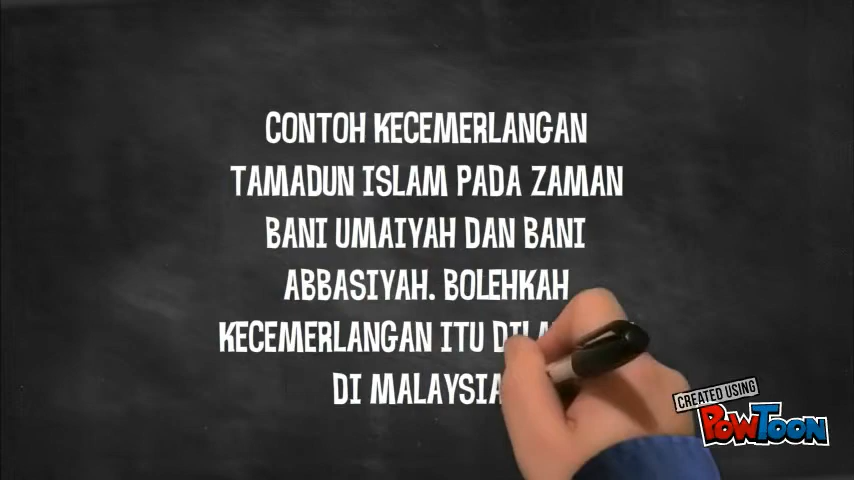 CONTOH KECEMERLANGAN
TAMADUN ISLAM PADA ZAMAN
BANI UMAIYAH DAN BANI
ABBASIYAH. BOLEHKAH
KECEMERLANGAN ITU
DI MALAYSIA
CREATED USING
POWTOON